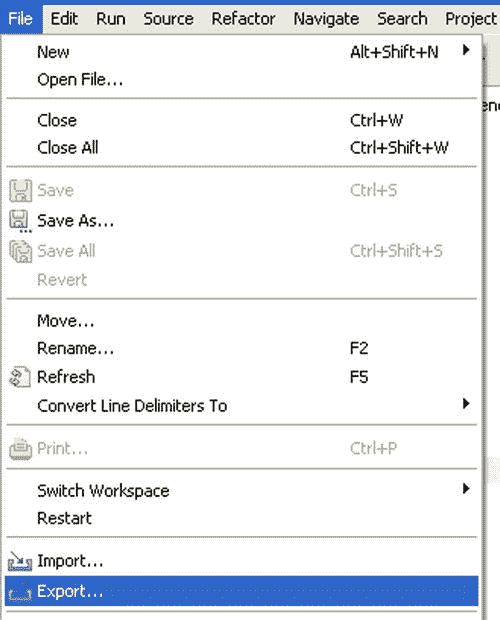 File Edit Run Source Refactor Navigate Search Project
New Alt+Shift+N
Open File...
Close Ctrl+W
Close All Ctrl+Shift+W
Save Ctrl+S
Save As...
Save All Ctrl+Shift+S
Revert
Move...
Rename... F2
Refresh F5
Convert Line Delimiters To
Print... Ctrl+P
Switch Workspace
Restart
Import...
Export...